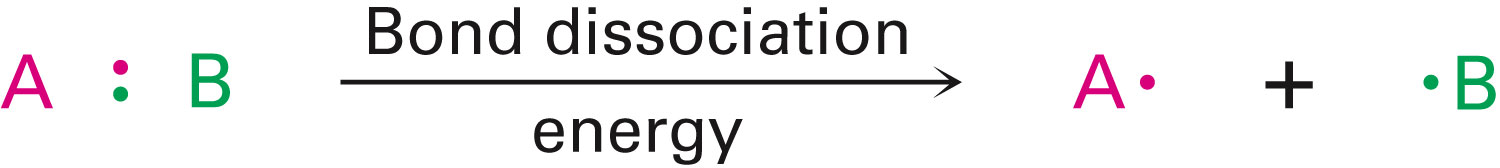 Bond dissociation
A : B A· + ·B
energy